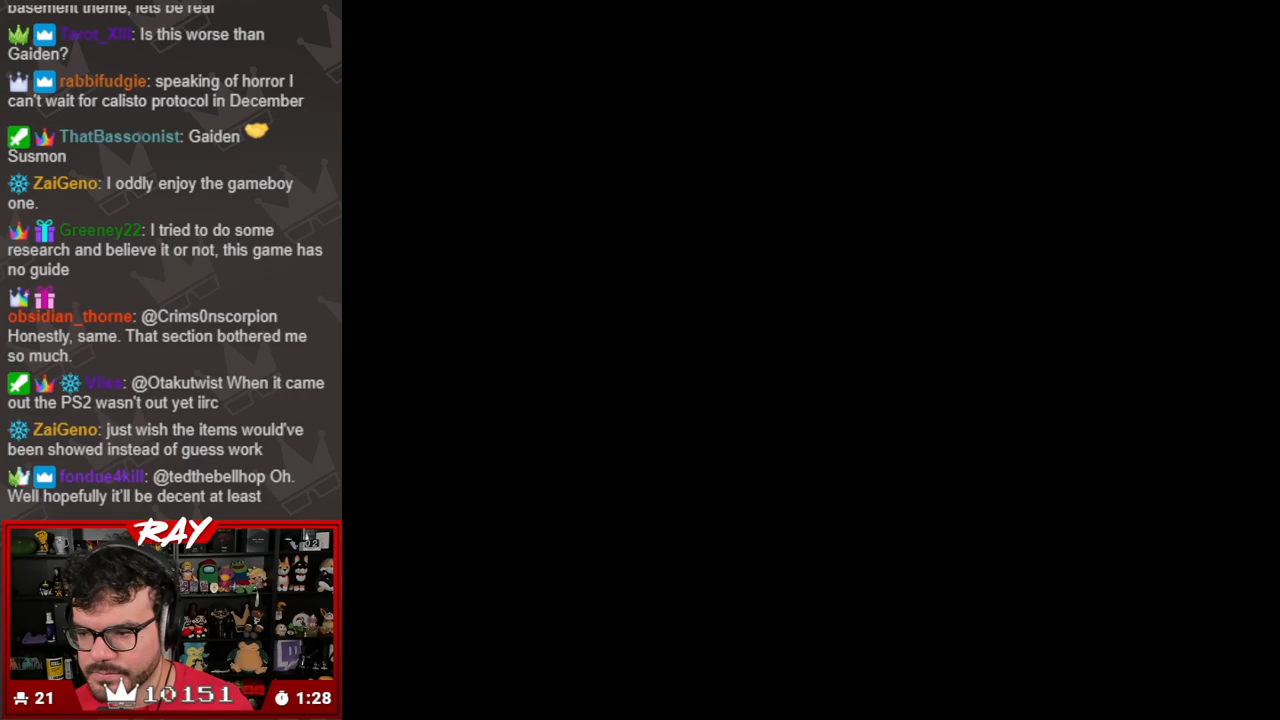 basement theme, lets be real
Tarot_XIII: Is this worse than
Gaiden?
rabbifudgie: speaking of horror I
can't wait for calisto protocol in December
ThatBassoonist: Gaiden
Susmon
ZaiGeno: I oddly enjoy the gameboy
one.
Greeney22: I tried to do some
research and believe it or not, this game has
no guide
obsidian_thorne: @Crims0nscorpion
Honestly, same. That section bothered me
so much.
: @Otakutwist When it came
out the PS2 wasn't out yet iirc
ZaiGeno: just wish the items would've
been showed instead of guess work
fondue4kill: @tedthebellhop Oh.
Well hopefully it'll be decent at least
RAY
21
10151
1:28